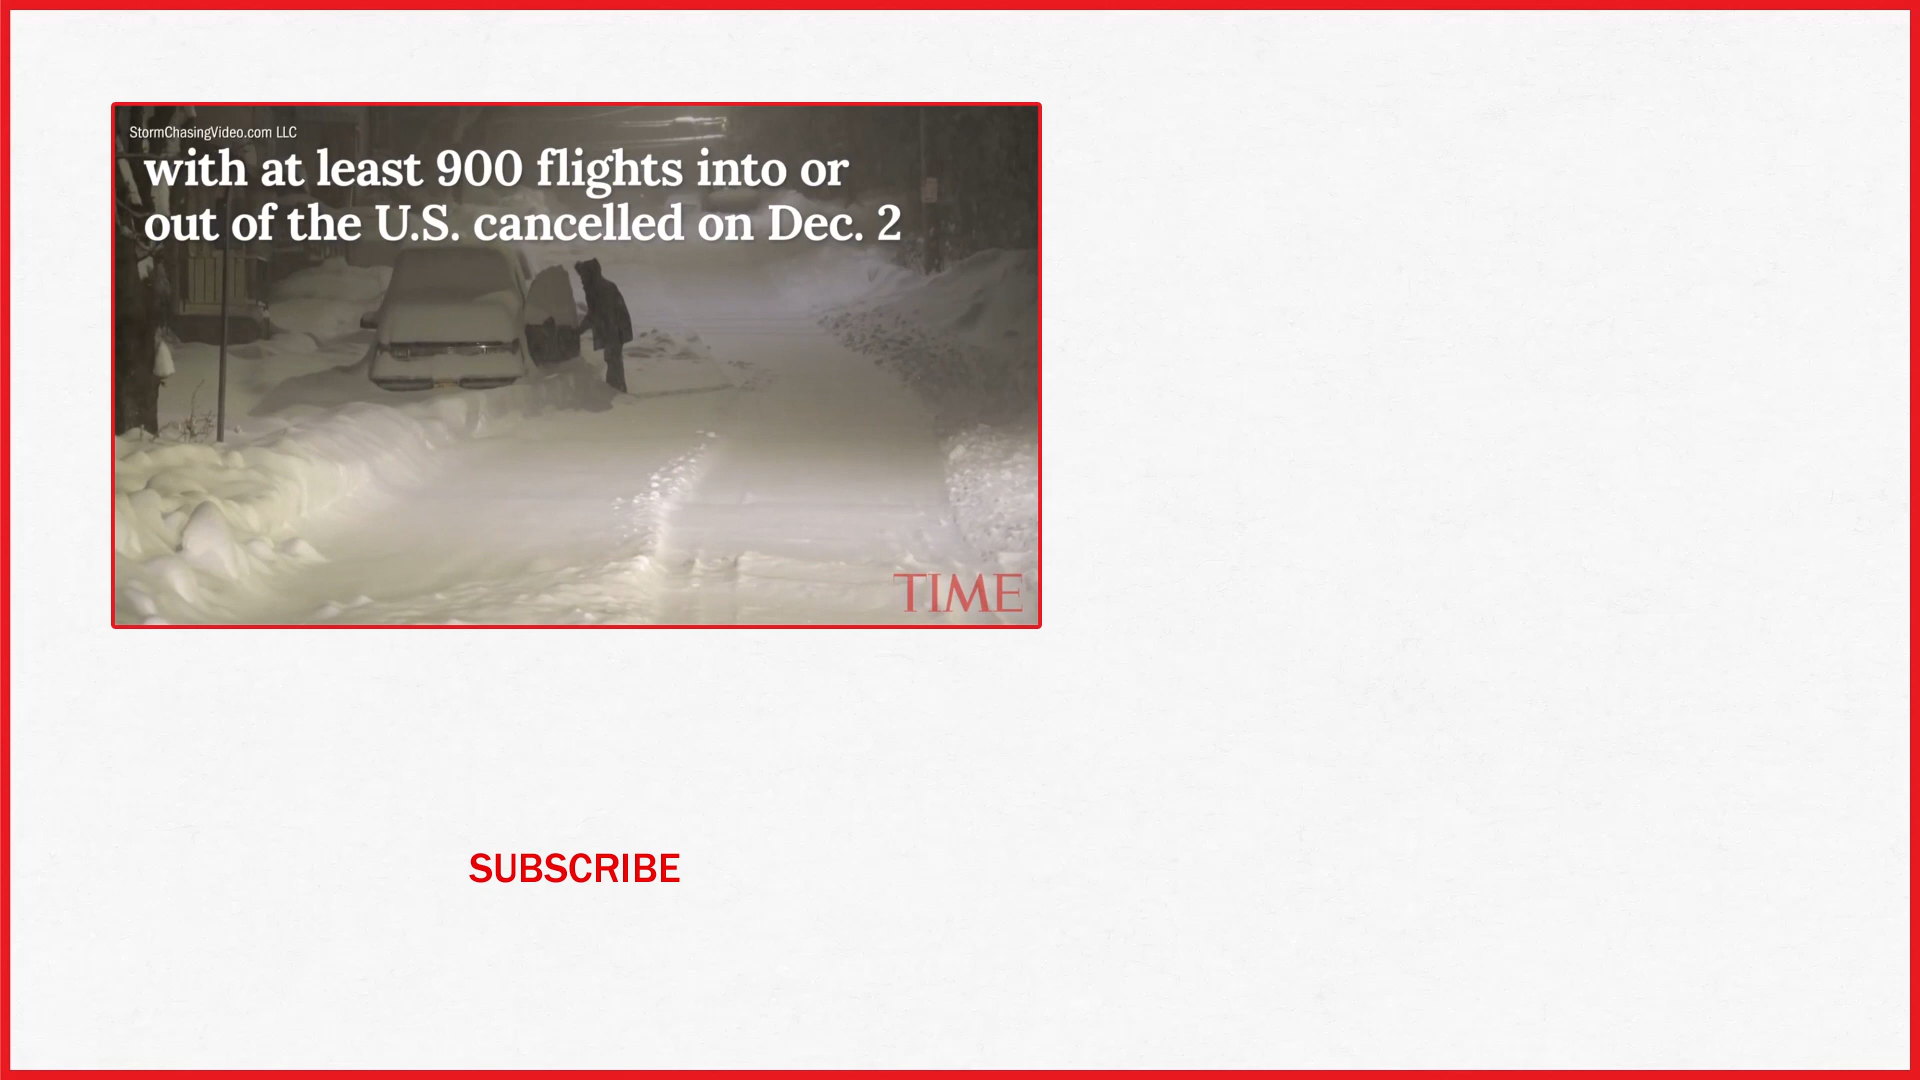 StormChasingVideo.com LLC
with at least 900 flights into or
out of the U.S. cancelled on Dec. 2
TIME
SUBSCRIBE